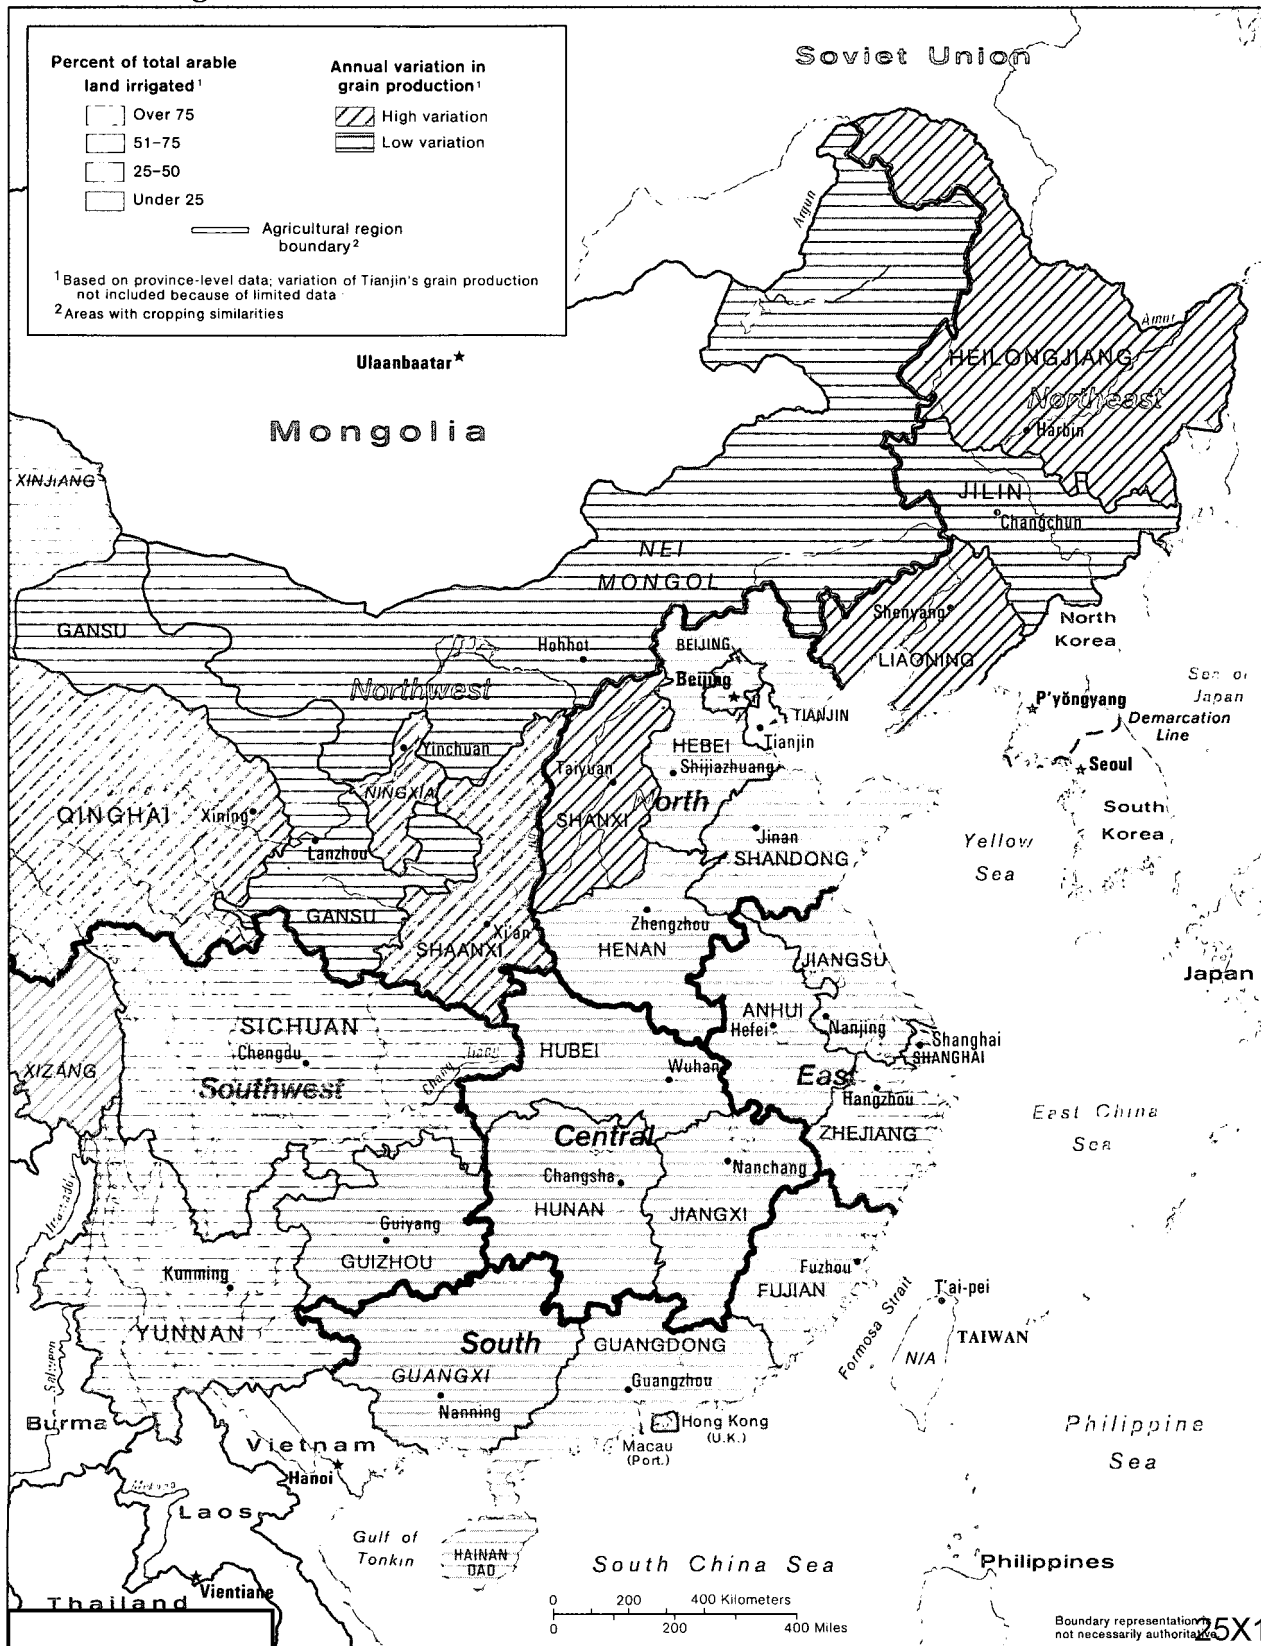 Percent of total arable
land irrigated¹
Over 75
51–75
25–50
Under 25
Annual variation in
grain production¹
High variation
Low variation
Agricultural region
boundary²
¹Based on province-level data; variation of Tianjin's grain production
not included because of limited data
²Areas with cropping similarities
Soviet Union
Argun
Amur
Ulaanbaatar
Mongolia
HEILONGJIANG
Northeast
Harbin
XINJIANG
JILIN
Changchun
NEI
MONGOL
GANSU
Shenyang
North
Korea
Hohhot
BEIJING
LIAONING
Sea of
Japan
Northwest
Beijing
P'yŏngyang
TIANJIN
Demarcation
Line
Yinchuan
HEBEI
Tianjin
Taiyuan
Shijiazhuang
Seoul
NINGXIA
North
QINGHAI
Xining
SHANXI
South
Korea
Lanzhou
Jinan
SHANDONG
Yellow
Sea
GANSU
Zhengzhou
SHAANXI
Xi'an
HENAN
JIANGSU
Japan
SICHUAN
ANHUI
Hefei
Nanjing
Chengdu
HUBEI
Shanghai
SHANGHAI
XIZANG
Chang
Jiang
Wuhan
East
Southwest
Hangzhou
East China
Sea
Central
ZHEJIANG
Changsha
Nanchang
Irrawaddy
HUNAN
JIANGXI
Guiyang
GUIZHOU
Kunming
Fuzhou
FUJIAN
T'ai-pei
Formosa Strait
YUNNAN
South
GUANGDONG
TAIWAN
N/A
Salween
GUANGXI
Guangzhou
Nanning
Burma
Hong Kong
(U.K.)
Philippine
Sea
Vietnam
Macau
(Port.)
Hanoi
Mekong
Laos
Gulf of
Tonkin
HAINAN
DAO
South China Sea
Philippines
Vientiane
Thailand
0 200 400 Kilometers
0 200 400 Miles
Boundary representation is
not necessarily authoritative
25X1